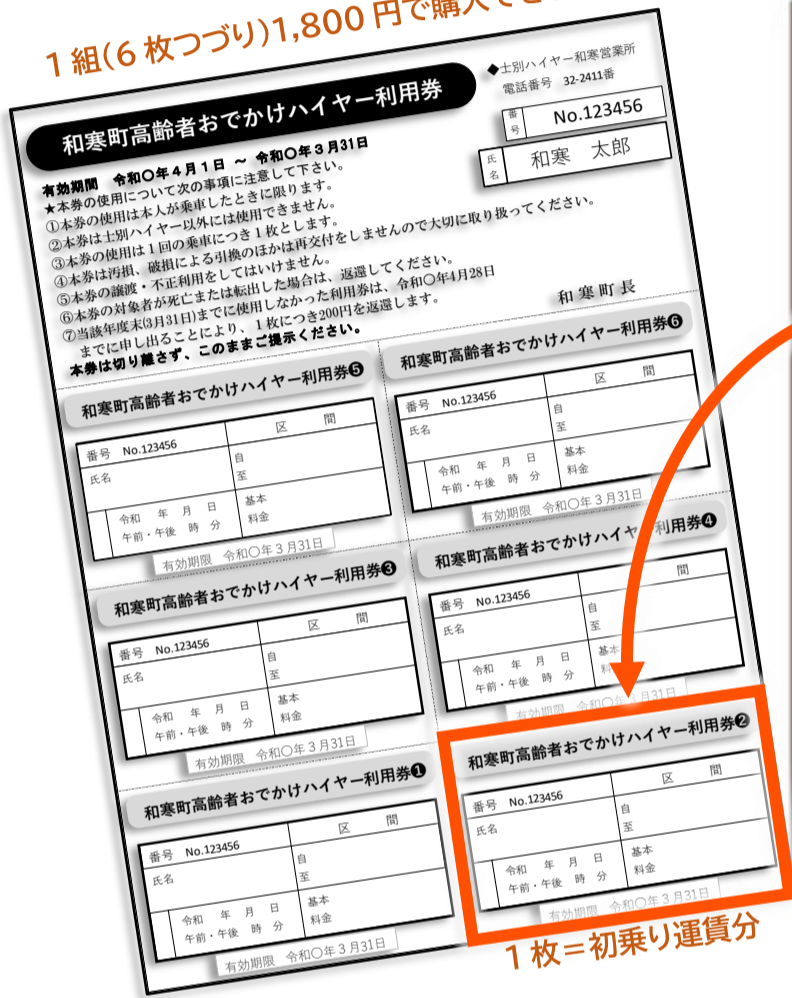 1組(6枚つづり)1,800円で購入でき
和寒町高齢者おでかけハイヤー利用券
◆士別ハイヤー和寒営業所
電話番号 32-2411番
番号 No.123456
氏名 和寒 太郎
有効期間 令和〇年4月1日 ~ 令和〇年3月31日
★本券の使用について次の事項に注意して下さい。
①本券の使用は本人が乗車したときに限ります。
②本券は士別ハイヤー以外には使用できません。
③本券の使用は1回の乗車につき1枚とします。
④本券は汚損、破損による引換のほかは再交付をしませんので大切に取り扱ってください。
⑤本券の譲渡・不正利用をしてはいけません。
⑥本券の対象者が死亡または転出した場合は、返還してください。
⑦当該年度末(3月31日)までに使用しなかった利用券は、令和〇年4月28日
までに申し出ることにより、1枚につき200円を返還します。
本券は切り離さず、このままご提示ください。
和寒町長
和寒町高齢者おでかけハイヤー利用券❺
番号 No.123456 区 間
氏名 自
至
令和 年 月 日 基本
午前・午後 時 分 料金
有効期限 令和〇年3月31日
和寒町高齢者おでかけハイヤー利用券❻
番号 No.123456 区 間
氏名 自
至
令和 年 月 日 基本
午前・午後 時 分 料金
有効期限 令和〇年3月31日
和寒町高齢者おでかけハイヤー利用券❸
番号 No.123456 区 間
氏名 自
至
令和 年 月 日 基本
午前・午後 時 分 料金
有効期限 令和〇年3月31日
和寒町高齢者おでかけハイヤー利用券❹
番号 No.123456 間
氏名 自
至
令和 年 月 日 基本
午前・午後 時 分 料
有効期限 令和〇年3月31日
和寒町高齢者おでかけハイヤー利用券❶
番号 No.123456 区 間
氏名 自
至
令和 年 月 日 基本
午前・午後 時 分 料金
有効期限 令和〇年3月31日
和寒町高齢者おでかけハイヤー利用券❷
番号 No.123456 区 間
氏名 自
至
令和 年 月 日 基本
午前・午後 時 分 料金
有効期限 令和〇年3月31日
1枚=初乗り運賃分